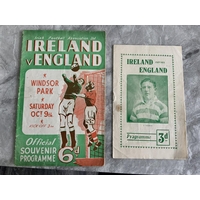 IRELAND
v ENGLAND
WINDSOR
PARK
SATURDAY
OCT 9th
Official
SOUVENIR
PROGRAMME
6d
IRELAND
ENGLAND
Programme
3d